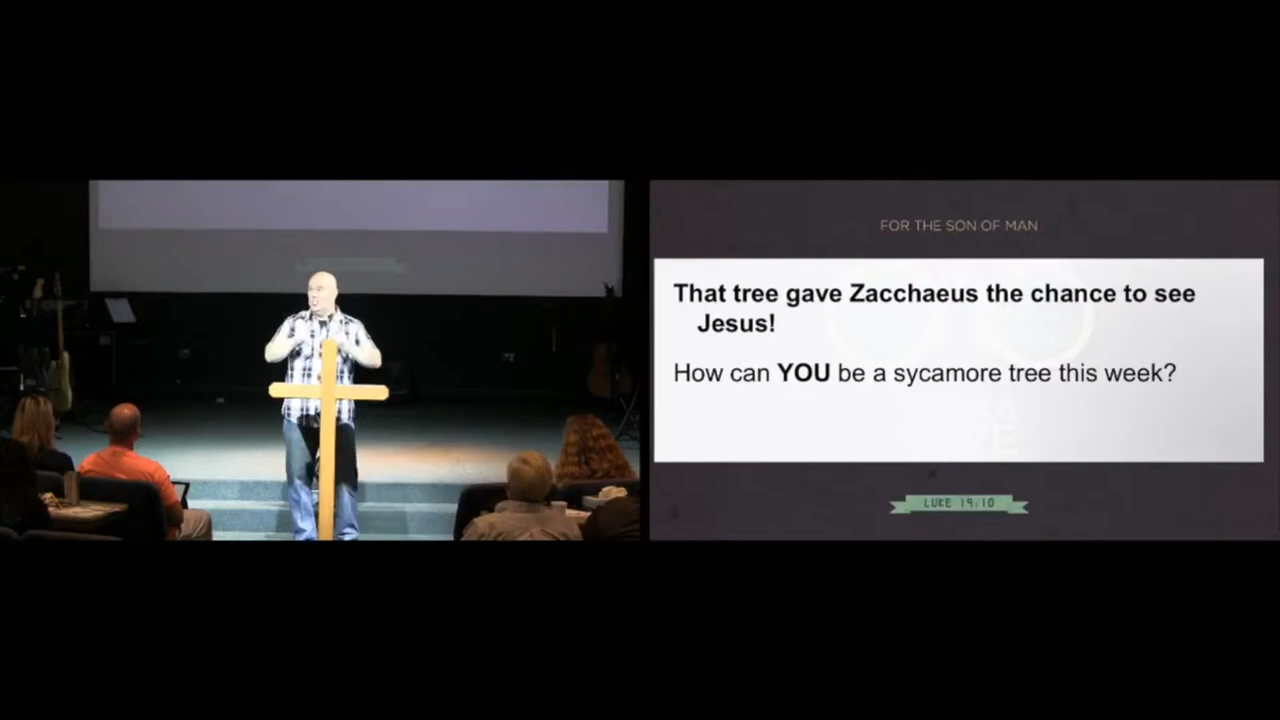 FOR THE SON OF MAN
That tree gave Zacchaeus the chance to see
Jesus!
How can YOU be a sycamore tree this week?
LUKE 19:10